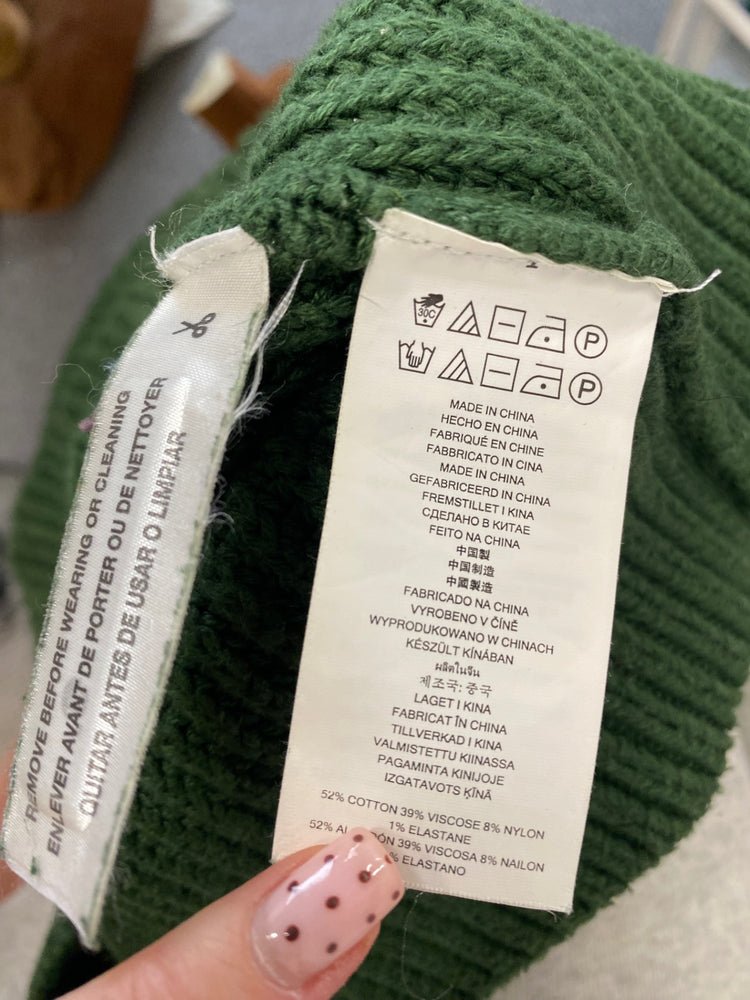 REMOVE BEFORE WEARING OR CLEANING
ENLEVER AVANT DE PORTER OU DE NETTOYER
QUITAR ANTES DE USAR O LIMPIAR
30C
P
P
MADE IN CHINA
HECHO EN CHINA
FABRIQUÉ EN CHINE
FABBRICATO IN CINA
MADE IN CHINA
GEFABRICEERD IN CHINA
FREMSTILLET I KINA
СДЕЛАНО В КИТАЕ
FEITO NA CHINA
中国製
中国制造
中國製造
FABRICADO NA CHINA
VYROBENO V ČÍNĚ
WYPRODUKOWANO W CHINACH
KÉSZÜLT KÍNÁBAN
ผลิตในจีน
제조국: 중국
LAGET I KINA
FABRICAT ÎN CHINA
TILLVERKAD I KINA
VALMISTETTU KIINASSA
PAGAMINTA KINIJOJE
IZGATAVOTS ĶĪNĀ
52% COTTON 39% VISCOSE 8% NYLON
1% ELASTANE
52% ALGODÓN 39% VISCOSA 8% NAILON
% ELASTANO